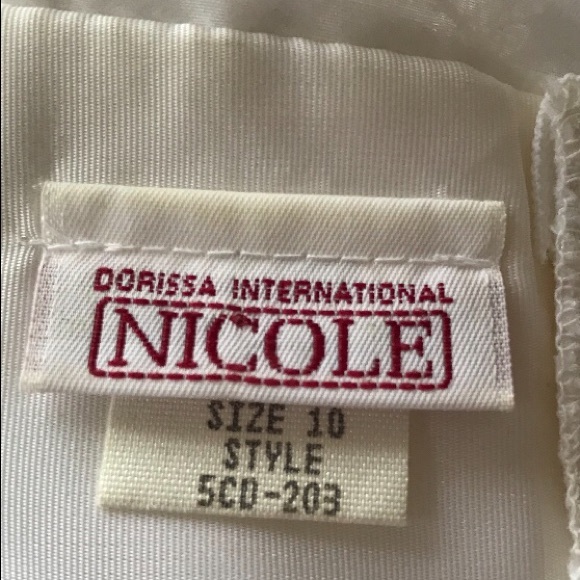 DORISSA INTERNATIONAL
NICOLE
SIZE 10
STYLE
5CD-203